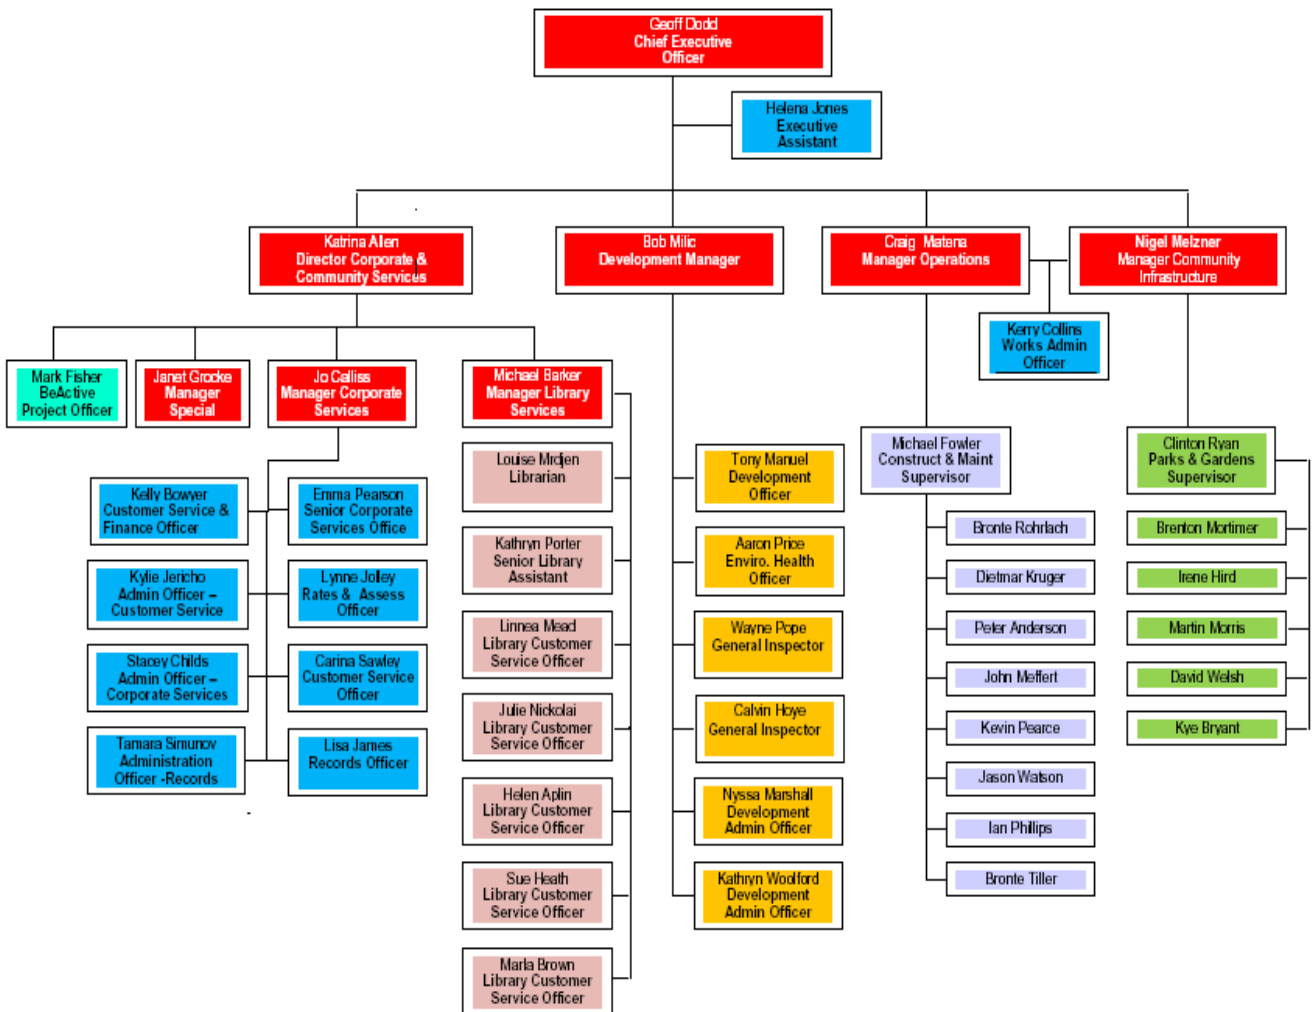 Geoff Dodd
Chief Executive
Officer
Helena Jones
Executive
Assistant
Katrina Allen
Director Corporate &
Community Services
Bob Milic
Development Manager
Craig Matena
Manager Operations
Nigel Melzner
Manager Community
Infrastructure
Kerry Collins
Works Admin
Officer
Mark Fisher
BeActive
Project Officer
Janet Grocke
Manager
Special
Jo Calliss
Manager Corporate
Services
Michael Barker
Manager Library
Services
Kelly Bowyer
Customer Service &
Finance Officer
Emma Pearson
Senior Corporate
Services Office
Kylie Jericho
Admin Officer –
Customer Service
Lynne Jolley
Rates & Assess
Officer
Stacey Childs
Admin Officer –
Corporate Services
Carina Sawley
Customer Service
Officer
Tamara Simunov
Administration
Officer -Records
Lisa James
Records Officer
Louise Mrdjen
Librarian
Kathryn Porter
Senior Library
Assistant
Linnea Mead
Library Customer
Service Officer
Julie Nickolai
Library Customer
Service Officer
Helen Aplin
Library Customer
Service Officer
Sue Heath
Library Customer
Service Officer
Marla Brown
Library Customer
Service Officer
Tony Manuel
Development
Officer
Aaron Price
Enviro. Health
Officer
Wayne Pope
General Inspector
Calvin Hoye
General Inspector
Nyssa Marshall
Development
Admin Officer
Kathryn Woolford
Development
Admin Officer
Michael Fowler
Construct & Maint
Supervisor
Bronte Rohrlach
Dietmar Kruger
Peter Anderson
John Meffert
Kevin Pearce
Jason Watson
Ian Phillips
Bronte Tiller
Clinton Ryan
Parks & Gardens
Supervisor
Brenton Mortimer
Irene Hird
Martin Morris
David Welsh
Kye Bryant